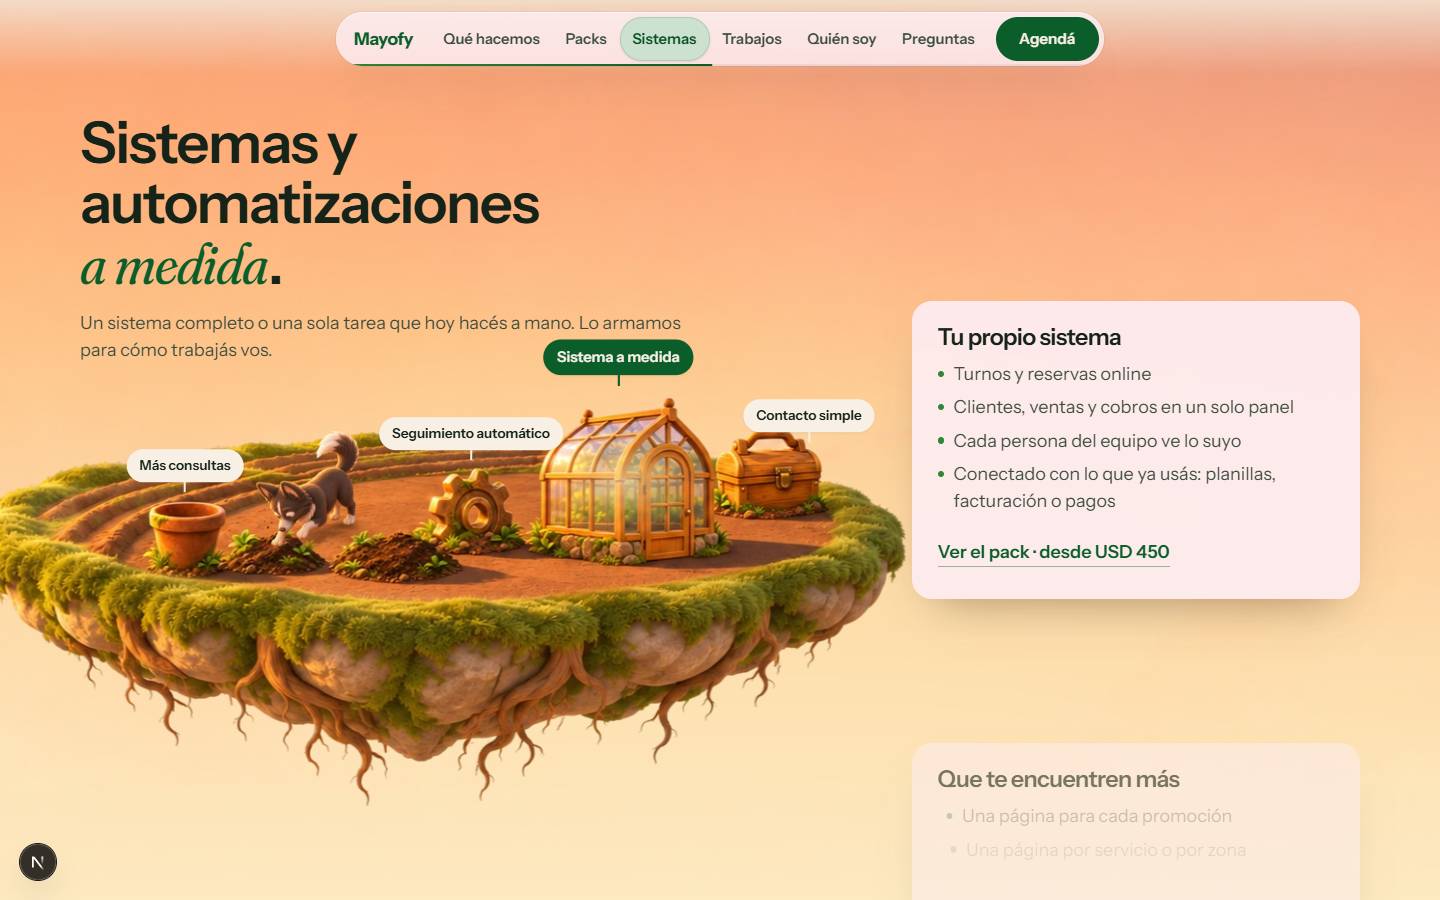 Mayofy
Qué hacemos
Packs
Sistemas
Trabajos
Quién soy
Preguntas
Agendá
Sistemas y
automatizaciones
a medida.
Un sistema completo o una sola tarea que hoy hacés a mano. Lo armamos
para cómo trabajás vos.
Sistema a medida
Contacto simple
Seguimiento automático
Más consultas
Tu propio sistema
Turnos y reservas online
Clientes, ventas y cobros en un solo panel
Cada persona del equipo ve lo suyo
Conectado con lo que ya usás: planillas,
facturación o pagos
Ver el pack · desde USD 450
Que te encuentren más
Una página para cada promoción
Una página por servicio o por zona
N